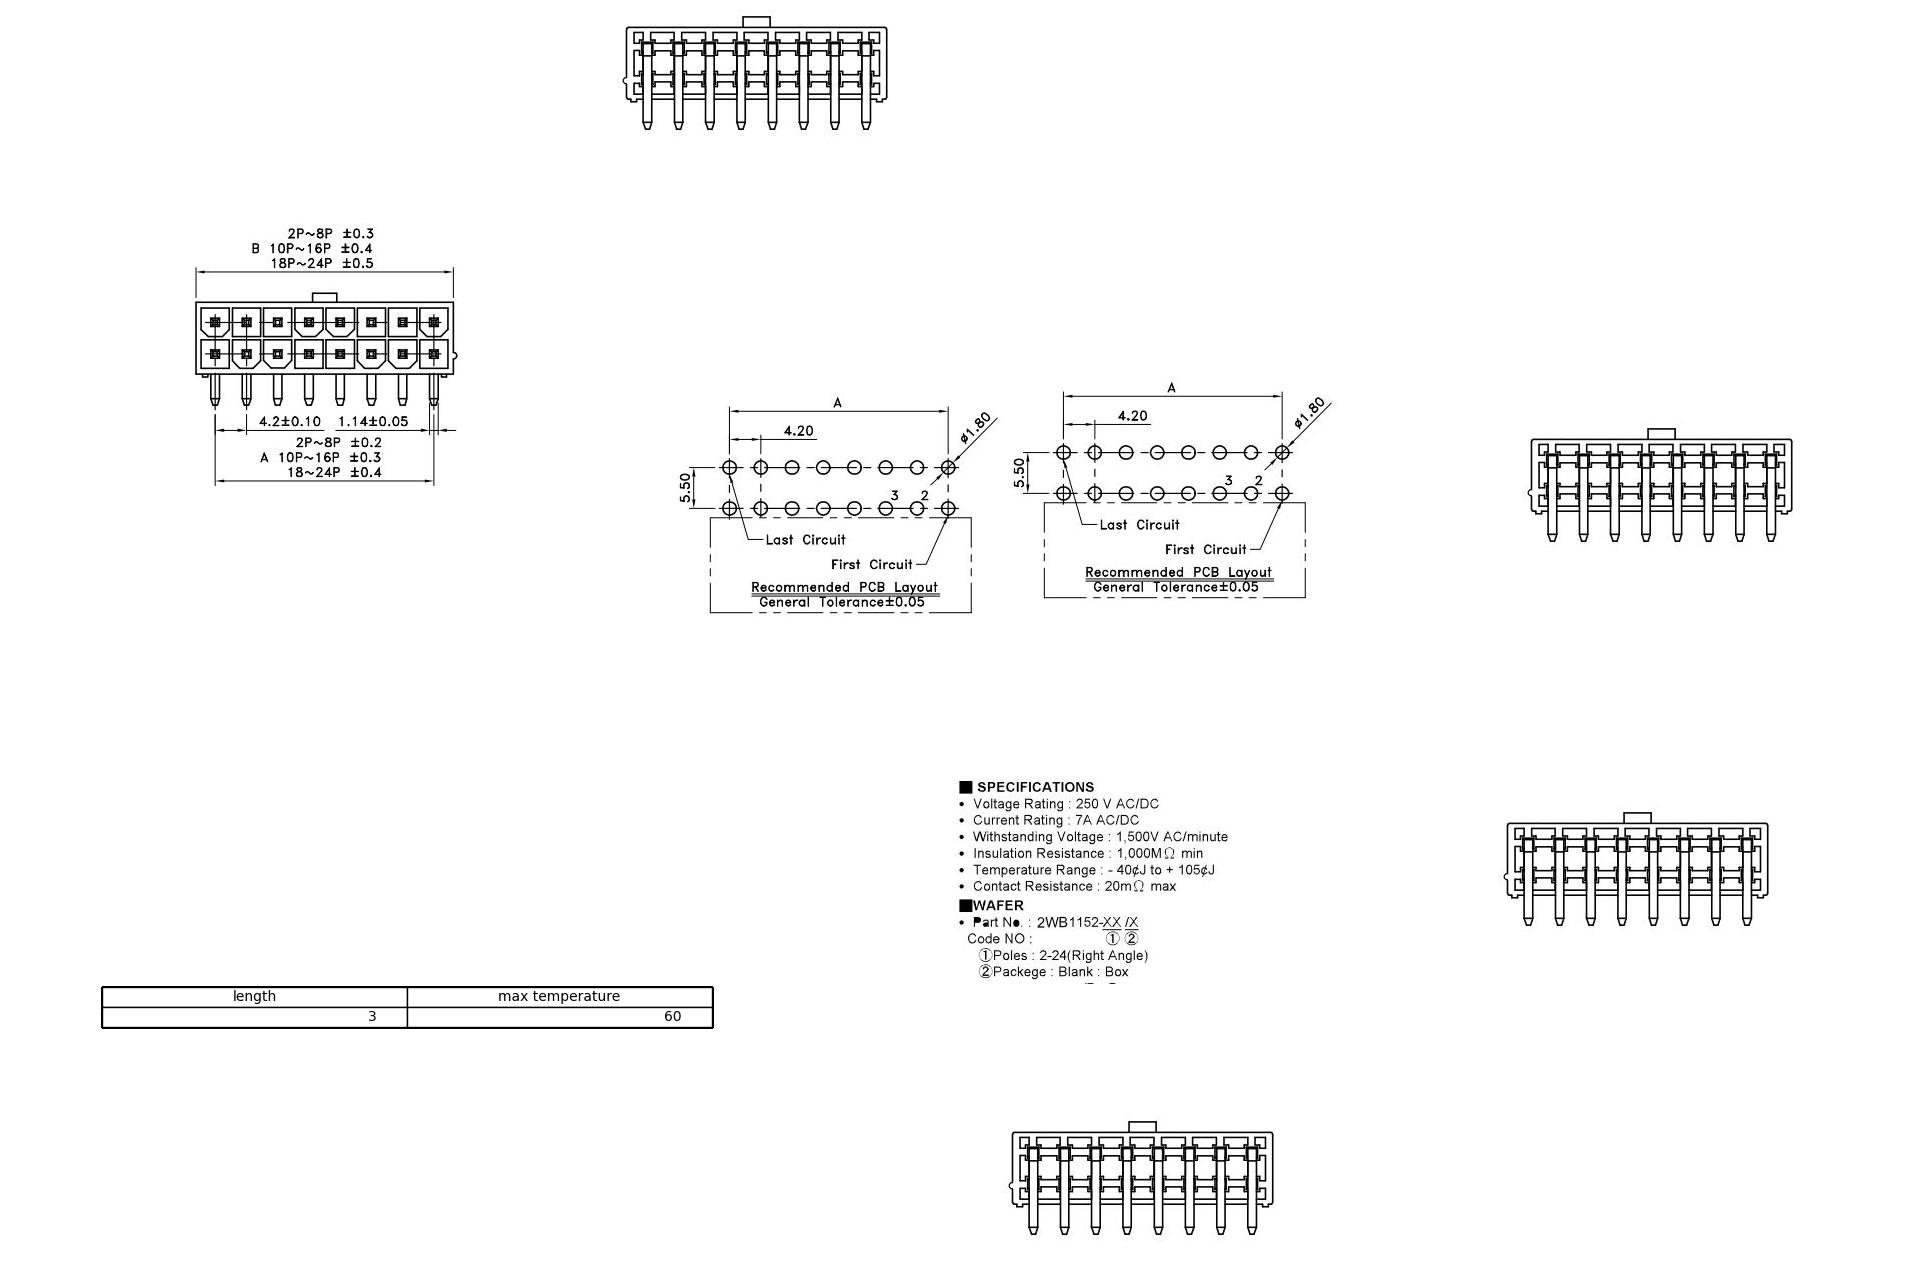 2P~8P ±0.3
B 10P~16P ±0.4
18P~24P ±0.5
4.2±0.10 1.14±0.05
2P~8P ±0.2
A 10P~16P ±0.3
18~24P ±0.4
A
4.20
ø1.80
5.50
3 2
Last Circuit
First Circuit
Recommended PCB Layout
General Tolerance±0.05
A
4.20
ø1.80
5.50
3 2
Last Circuit
First Circuit
Recommended PCB Layout
General Tolerance±0.05
■ SPECIFICATIONS
• Voltage Rating : 250 V AC/DC
• Current Rating : 7A AC/DC
• Withstanding Voltage : 1,500V AC/minute
• Insulation Resistance : 1,000MΩ min
• Temperature Range : - 40¢J to + 105¢J
• Contact Resistance : 20mΩ max
■WAFER
• Part No. : 2WB1152-XX /X
Code NO : ① ②
①Poles : 2-24(Right Angle)
②Packege : Blank : Box
length max temperature
3 60